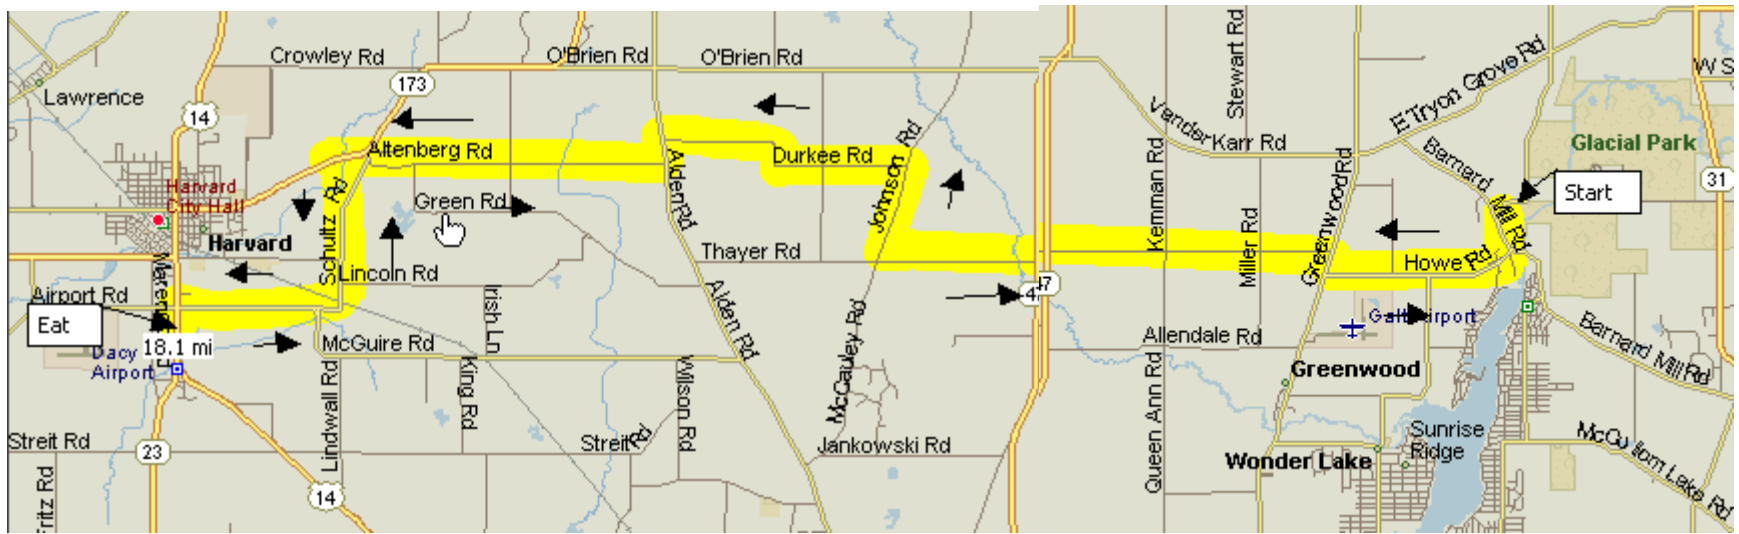 Crowley Rd
O'Brien Rd
O'Brien Rd
Stewart Rd
E Tryon Grove Rd
W S
173
Lawrence
14
Vander Karr Rd
Glacial Park
Altenberg Rd
Durkee Rd
Johnson Rd
Barnard Mill Rd
31
Start
Harvard
City Hall
Green Rd
Alden Rd
Kemman Rd
Greenwood Rd
Harvard
Schultz Rd
Thayer Rd
Miller Rd
Howe Rd
Lincoln Rd
Airport Rd
Irish Ln
Alden Rd
47
Galt Airport
Eat
18.1 mi
McGuire Rd
Allendale Rd
Barnard Mill Rd
Dacy
Airport
Lindwall Rd
King Rd
Wilson Rd
McCauley Rd
Queen Ann Rd
Greenwood
Streit Rd
23
Streit Rd
Jankowski Rd
Wonder Lake
Sunrise
Ridge
McCullom Lake Rd
Fritz Rd
14